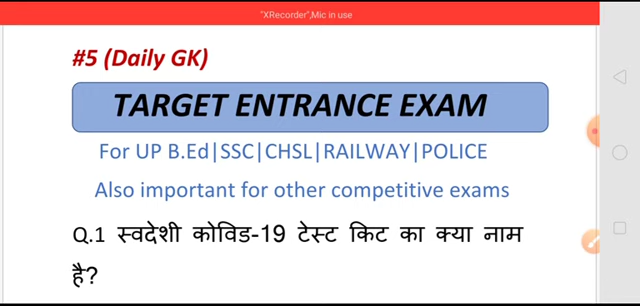 "XRecorder",Mic in use
#5 (Daily GK)
TARGET ENTRANCE EXAM
For UP B.Ed|SSC|CHSL|RAILWAY|POLICE
Also important for other competitive exams
Q.1 स्वदेशी कोविड-19 टेस्ट किट का क्या नाम
है?